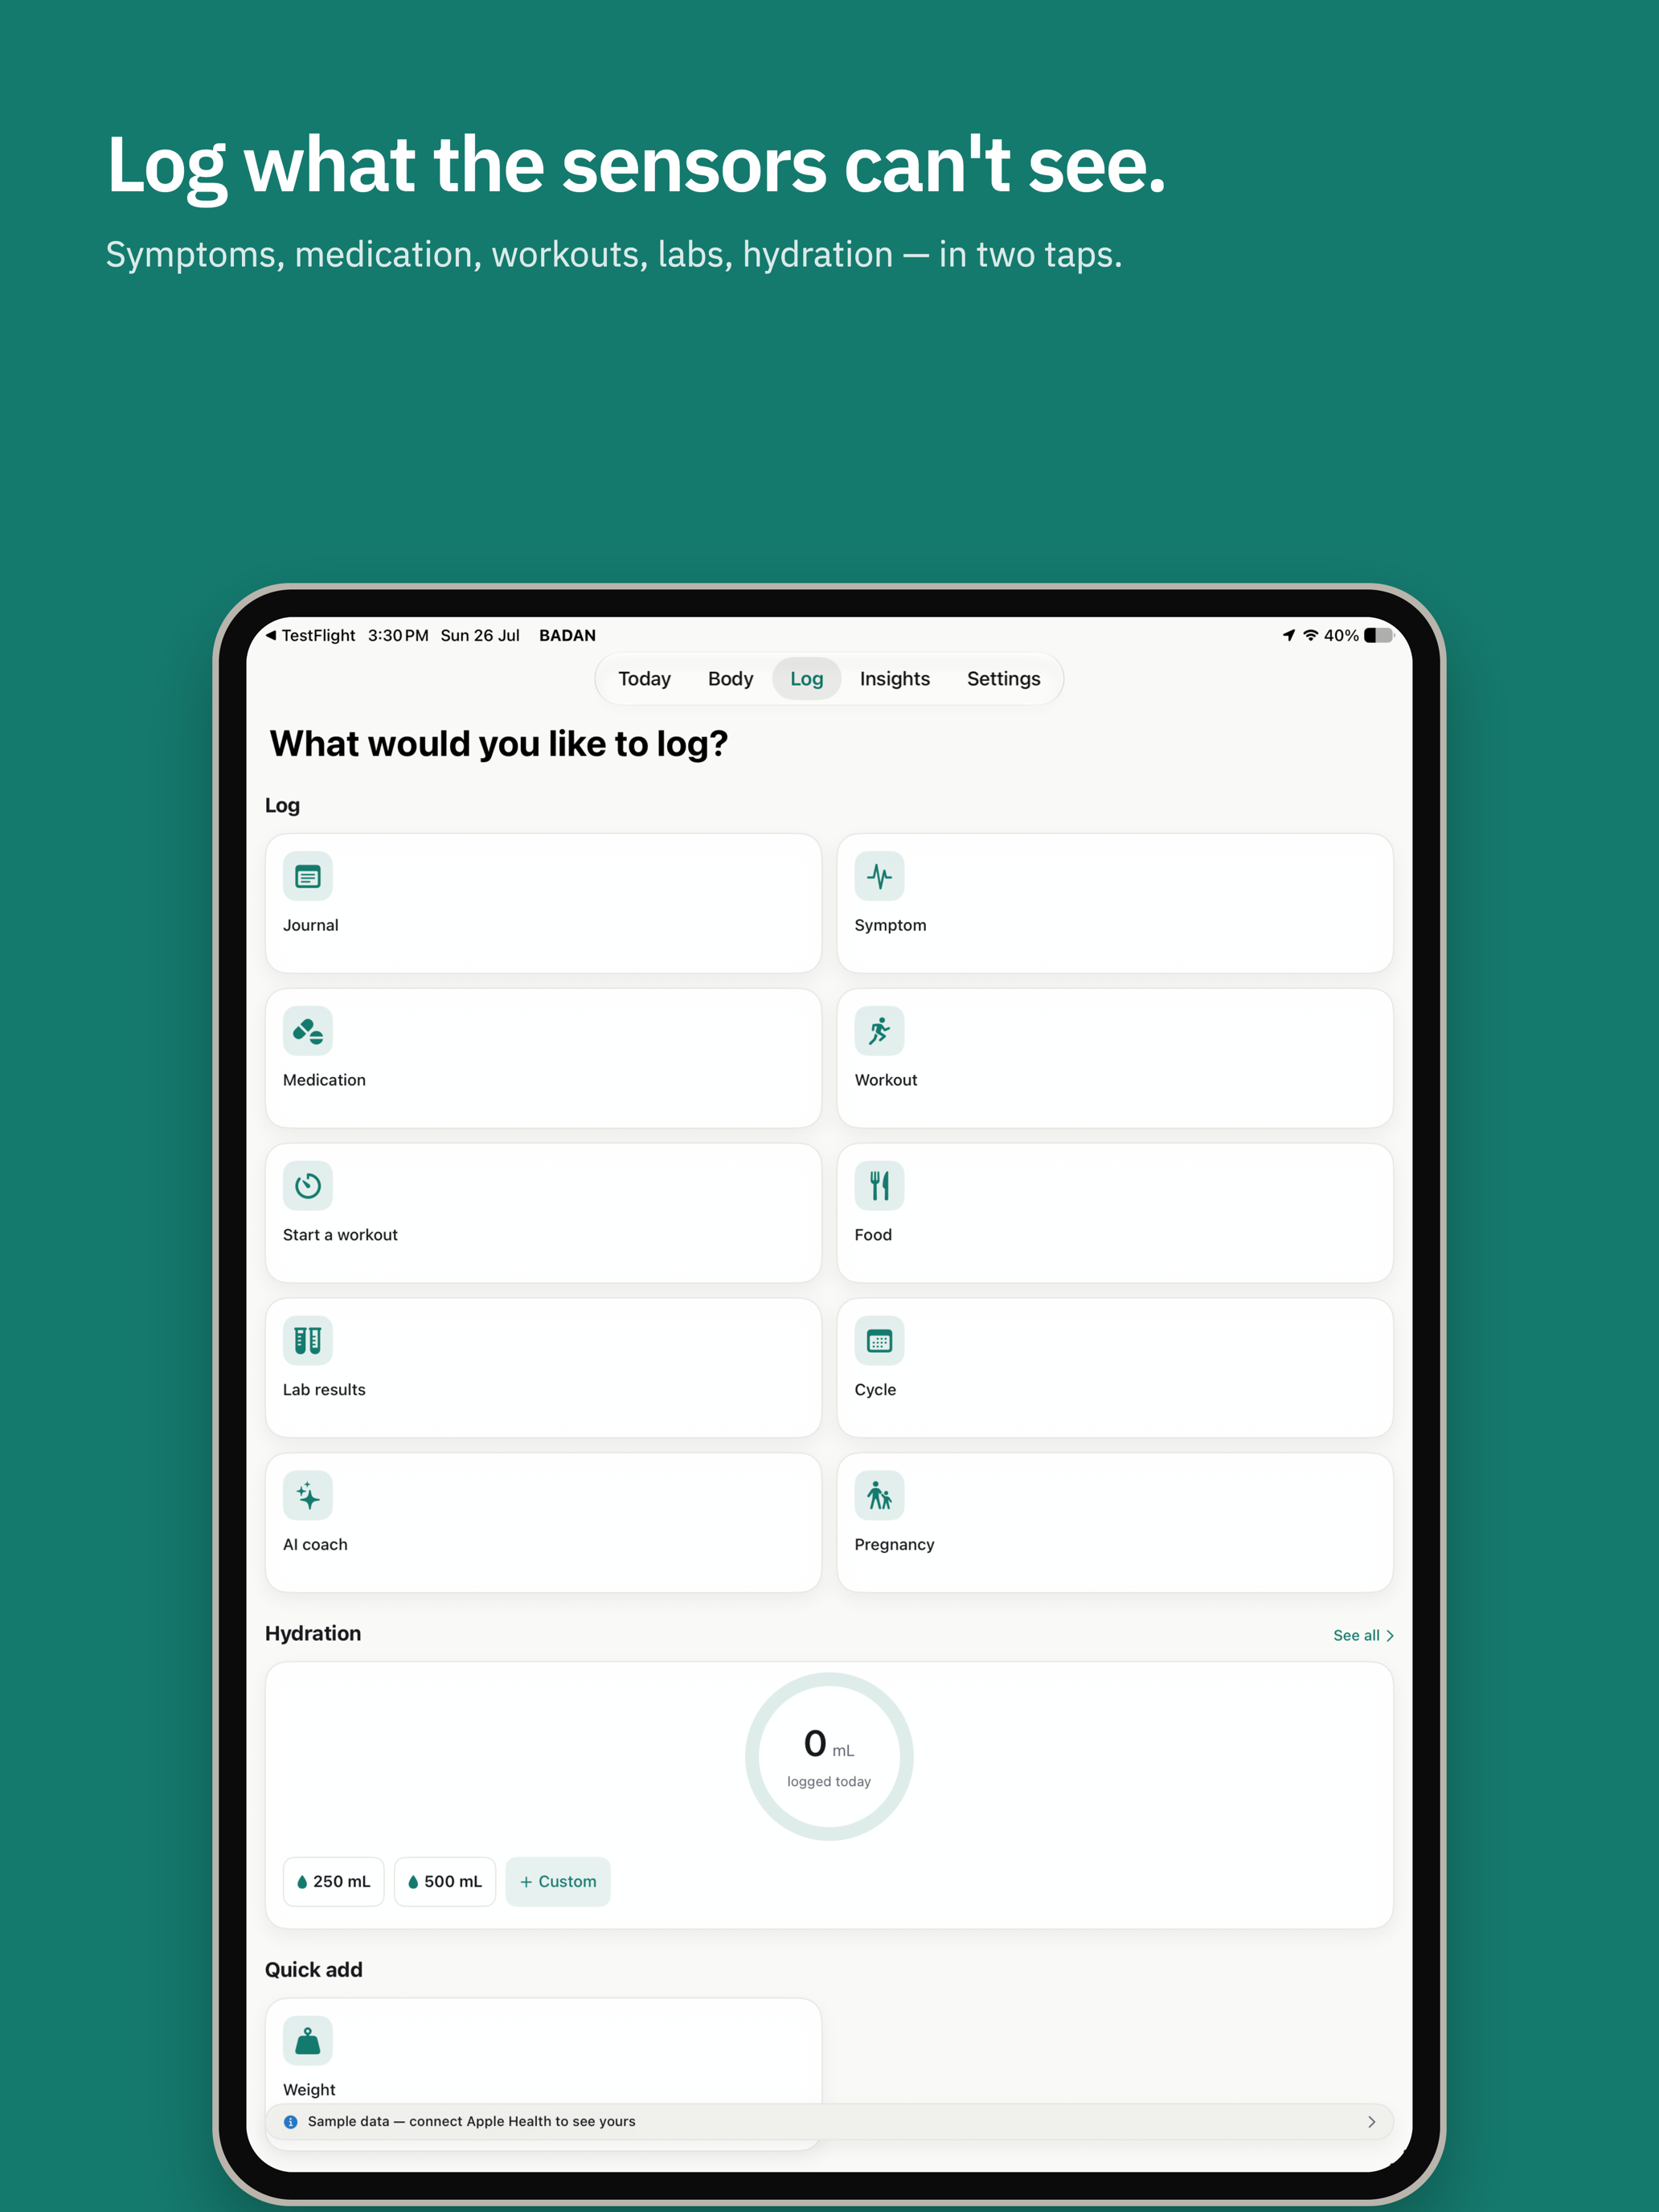 Log what the sensors can't see.
Symptoms, medication, workouts, labs, hydration — in two taps.
TestFlight 3:30 PM Sun 26 Jul BADAN 40%
Today Body Log Insights Settings
What would you like to log?
Log
Journal Symptom
Medication Workout
Start a workout Food
Lab results Cycle
AI coach Pregnancy
Hydration See all
0 mL
logged today
250 mL 500 mL + Custom
Quick add
Weight
Sample data — connect Apple Health to see yours